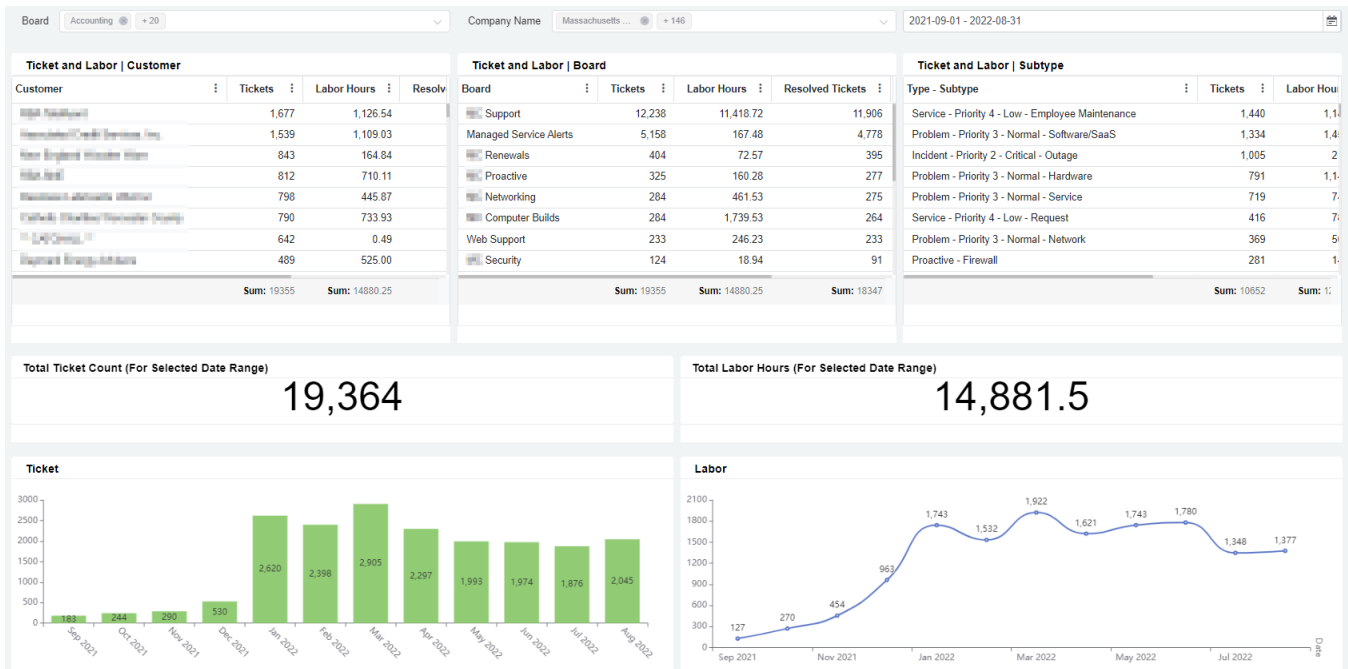 Board Accounting + 20 Company Name Massachusetts ... + 146 2021-09-01 - 2022-08-31
Ticket and Labor | Customer
Customer Tickets Labor Hours Resolv
1,677 1,126.54
1,539 1,109.03
843 164.84
812 710.11
798 445.87
790 733.93
642 0.49
489 525.00
Sum: 19355 Sum: 14880.25
Ticket and Labor | Board
Board Tickets Labor Hours Resolved Tickets
Support 12,238 11,418.72 11,906
Managed Service Alerts 5,158 167.48 4,778
Renewals 404 72.57 395
Proactive 325 160.28 277
Networking 284 461.53 275
Computer Builds 284 1,739.53 264
Web Support 233 246.23 233
Security 124 18.94 91
Sum: 19355 Sum: 14880.25 Sum: 18347
Ticket and Labor | Subtype
Type - Subtype Tickets Labor Hou
Service - Priority 4 - Low - Employee Maintenance 1,440
Problem - Priority 3 - Normal - Software/SaaS 1,334
Incident - Priority 2 - Critical - Outage 1,005
Problem - Priority 3 - Normal - Hardware 791
Problem - Priority 3 - Normal - Service 719
Service - Priority 4 - Low - Request 416
Problem - Priority 3 - Normal - Network 369
Proactive - Firewall 281
Sum: 10652 Sum:
Total Ticket Count (For Selected Date Range)
19,364
Total Labor Hours (For Selected Date Range)
14,881.5
Ticket
3000
2500
2000
1500
1000
500
0
183 244 290 530 2,620 2,398 2,905 2,297 1,993 1,974 1,876 2,045
Sep 2021 Oct 2021 Nov 2021 Dec 2021 Jan 2022 Feb 2022 Mar 2022 Apr 2022 May 2022 Jun 2022 Jul 2022 Aug 2022
Labor
2100
1800
1500
1200
900
600
300
0
127 270 454 963 1,743 1,532 1,922 1,621 1,743 1,780 1,348 1,377
Sep 2021 Nov 2021 Jan 2022 Mar 2022 May 2022 Jul 2022
Date